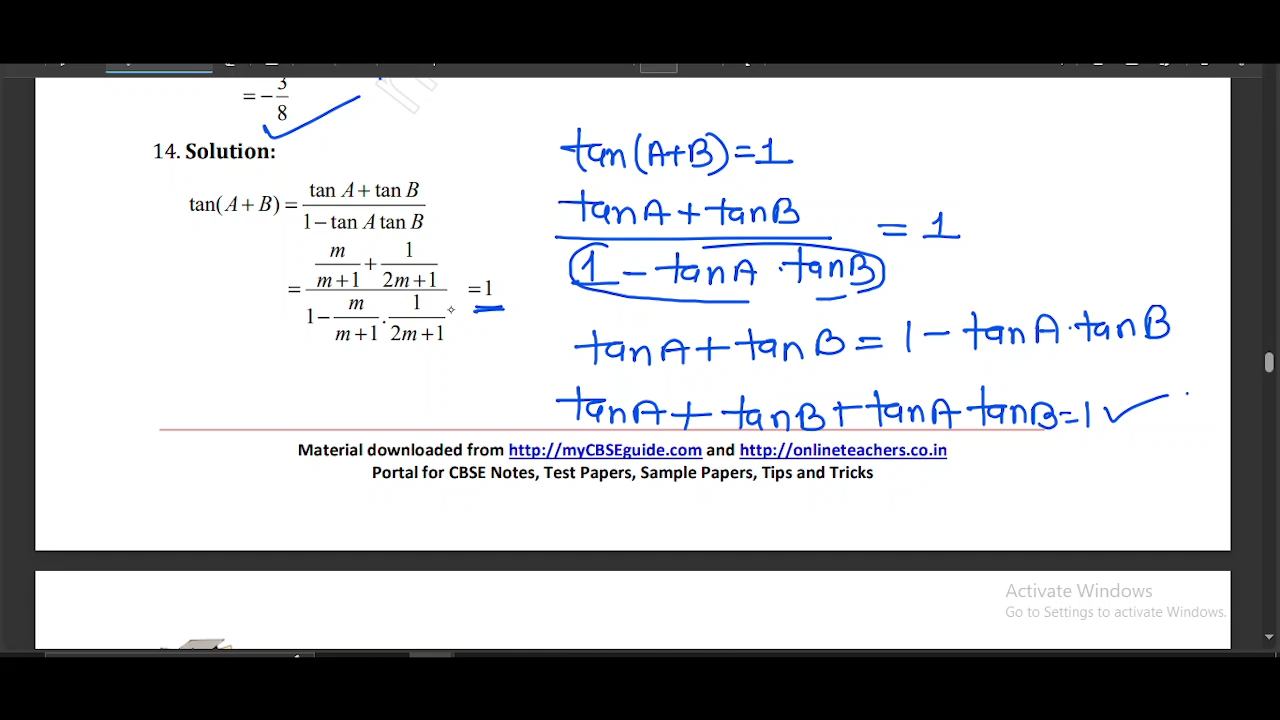 = -3/8
14. Solution:
tan(A + B) = (tan A + tan B)/(1 - tan A tan B)
= (m/(m+1) + 1/(2m+1))/(1 - m/(m+1) . 1/(2m+1)) = 1
tan(A+B) = 1
(tanA + tanB)/(1 - tanA . tanB) = 1
tanA + tanB = 1 - tanA . tanB
tanA + tanB + tanA tanB = 1 ✓
Material downloaded from http://myCBSEguide.com and http://onlineteachers.co.in
Portal for CBSE Notes, Test Papers, Sample Papers, Tips and Tricks
Activate Windows
Go to Settings to activate Windows.